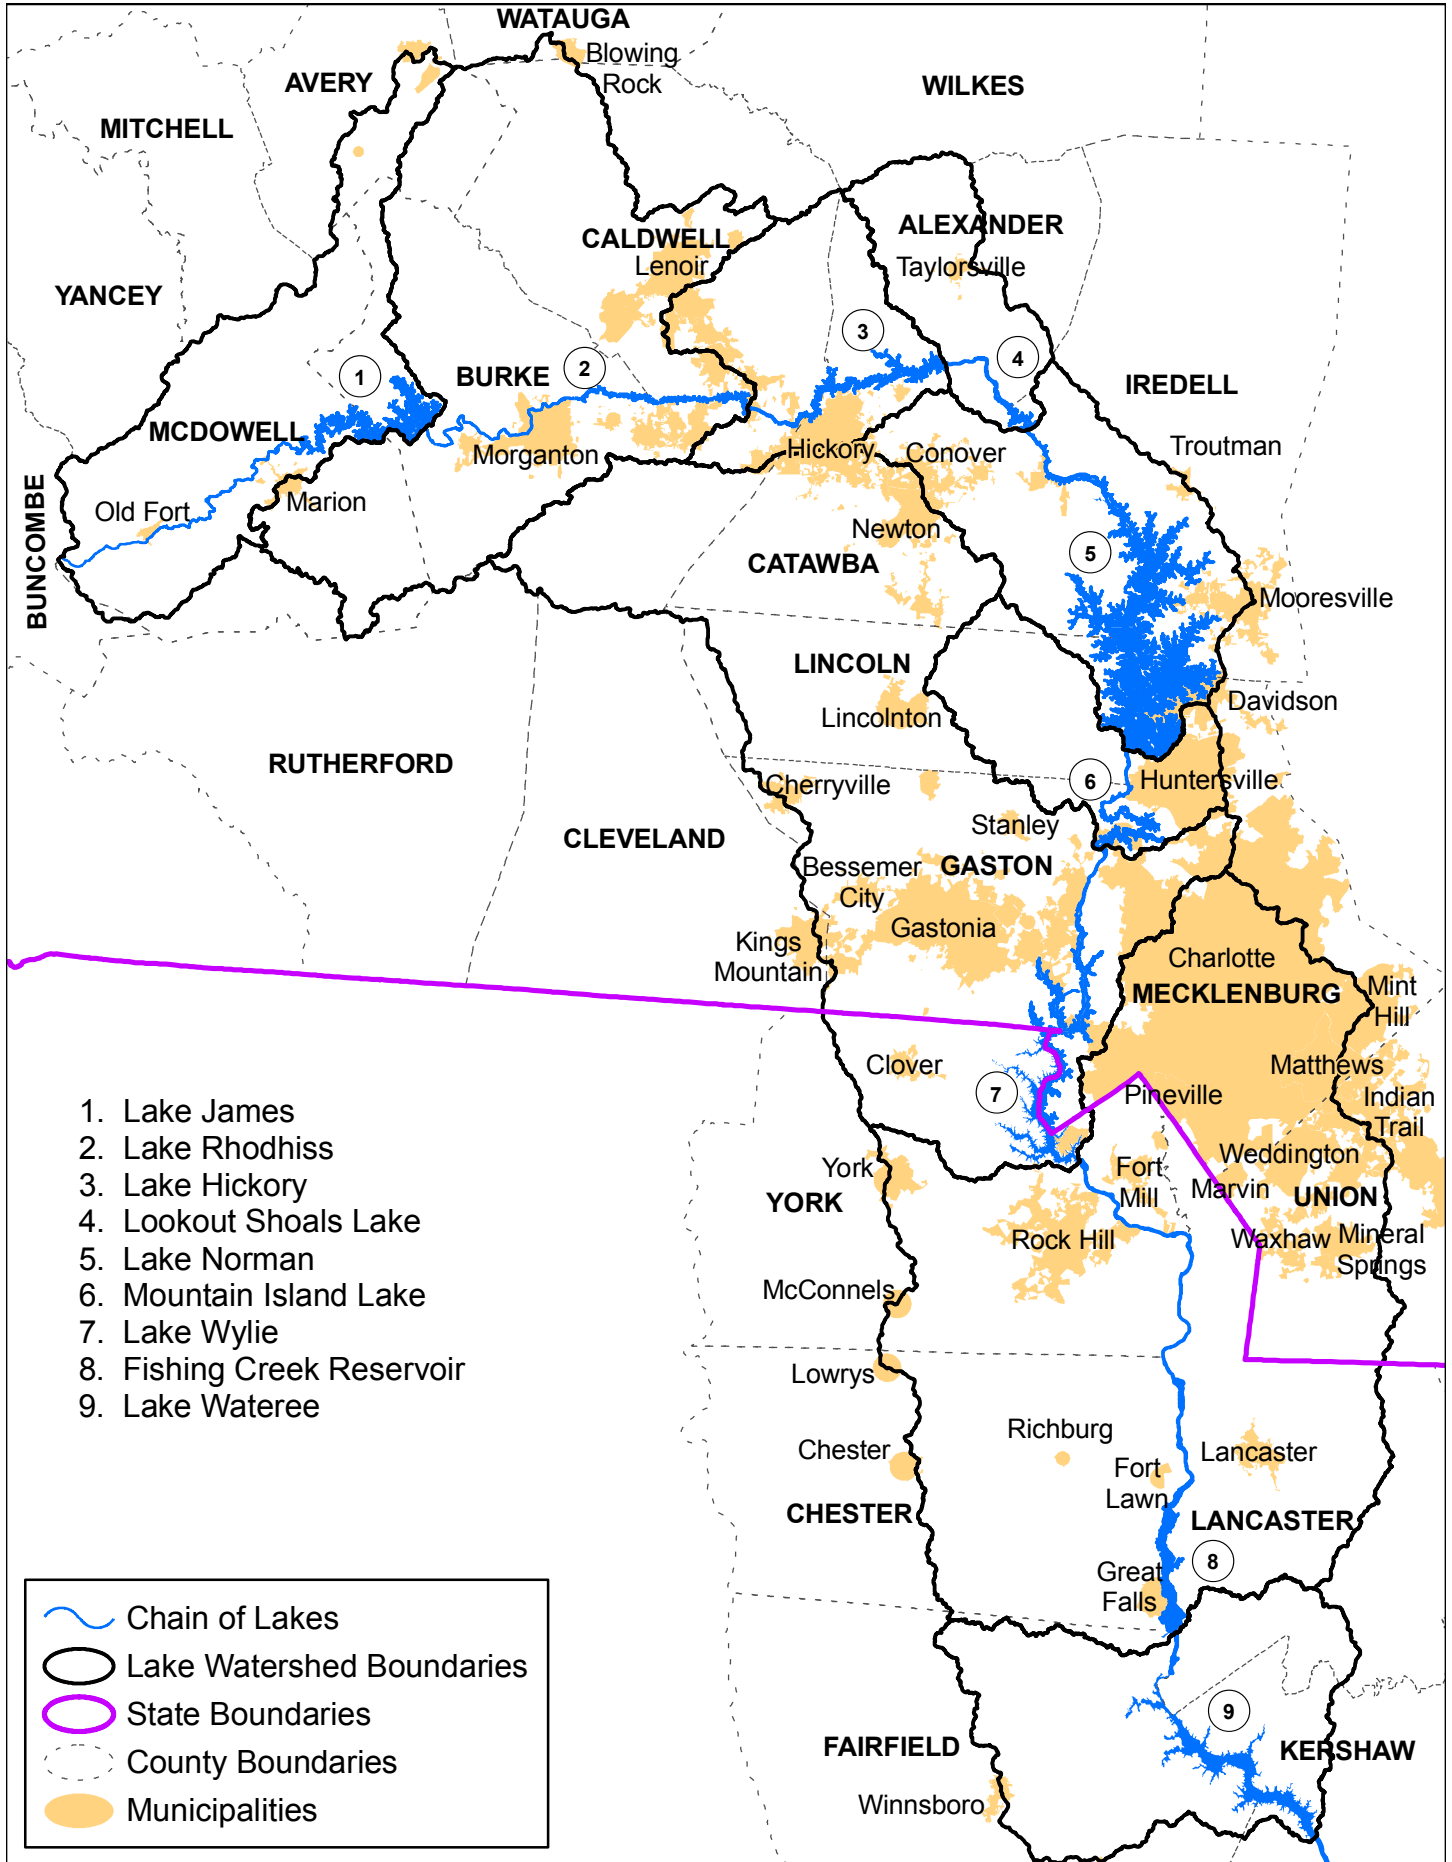 WATAUGA
Blowing
Rock
AVERY
WILKES
MITCHELL
ALEXANDER
CALDWELL
Lenoir
Taylorsville
YANCEY
3
4
1
2
BURKE
IREDELL
MCDOWELL
Troutman
Hickory
Conover
Morganton
BUNCOMBE
Old Fort
Marion
Newton
5
CATAWBA
Mooresville
LINCOLN
Lincolnton
Davidson
RUTHERFORD
6
Huntersville
Cherryville
Stanley
CLEVELAND
Bessemer
City
GASTON
Gastonia
Kings
Mountain
Charlotte
MECKLENBURG
Mint
Hill
Clover
7
Matthews
Pineville
Indian
Trail
Weddington
York
Fort
Mill
Marvin
UNION
YORK
Rock Hill
Waxhaw
Mineral
Springs
McConnels
Lowrys
Richburg
Chester
Lancaster
Fort
Lawn
CHESTER
LANCASTER
8
Great
Falls
9
FAIRFIELD
KERSHAW
Winnsboro
1. Lake James
2. Lake Rhodhiss
3. Lake Hickory
4. Lookout Shoals Lake
5. Lake Norman
6. Mountain Island Lake
7. Lake Wylie
8. Fishing Creek Reservoir
9. Lake Wateree
Chain of Lakes
Lake Watershed Boundaries
State Boundaries
County Boundaries
Municipalities